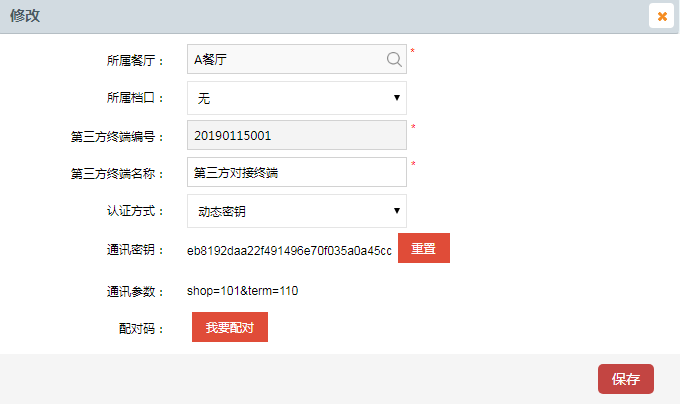 修改
所属餐厅： A餐厅 *
所属档口： 无
第三方终端编号： 20190115001 *
第三方终端名称： 第三方对接终端 *
认证方式： 动态密钥
通讯密钥： eb8192daa22f491496e70f035a0a45cc 重置
通讯参数： shop=101&term=110
配对码： 我要配对
保存